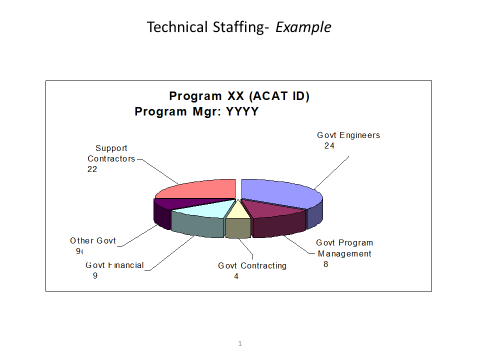 Technical Staffing- Example
Program XX (ACAT ID)
Program Mgr: YYYY
Govt Engineers
24
Support
Contractors
22
Other Govt
9
Govt Financial
9
Govt Contracting
4
Govt Program
Management
8
1